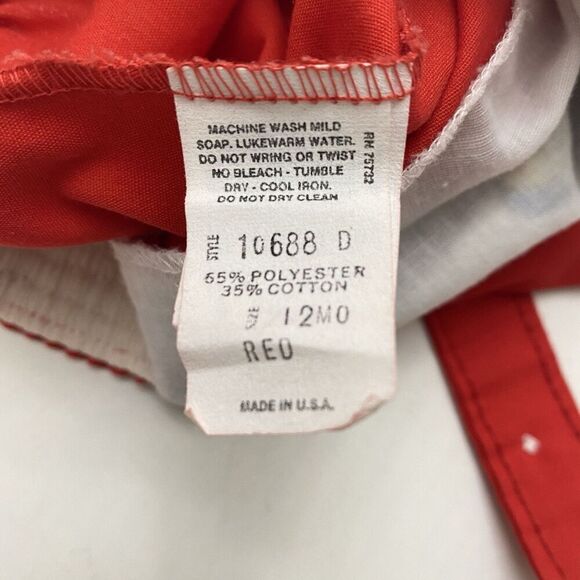 MACHINE WASH MILD
SOAP. LUKEWARM WATER.
DO NOT WRING OR TWIST
NO BLEACH - TUMBLE
DRY - COOL IRON.
DO NOT DRY CLEAN
RN 75732
STYLE 10688 D
65% POLYESTER
35% COTTON
SIZE 12MO
RED
MADE IN U.S.A.